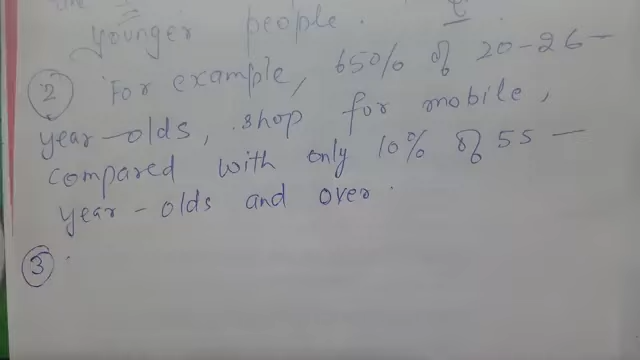 younger people.
② For example, 65% of 20-26-
year-olds, shop for mobile,
compared with only 10% of 55-
year-olds and over.
③.